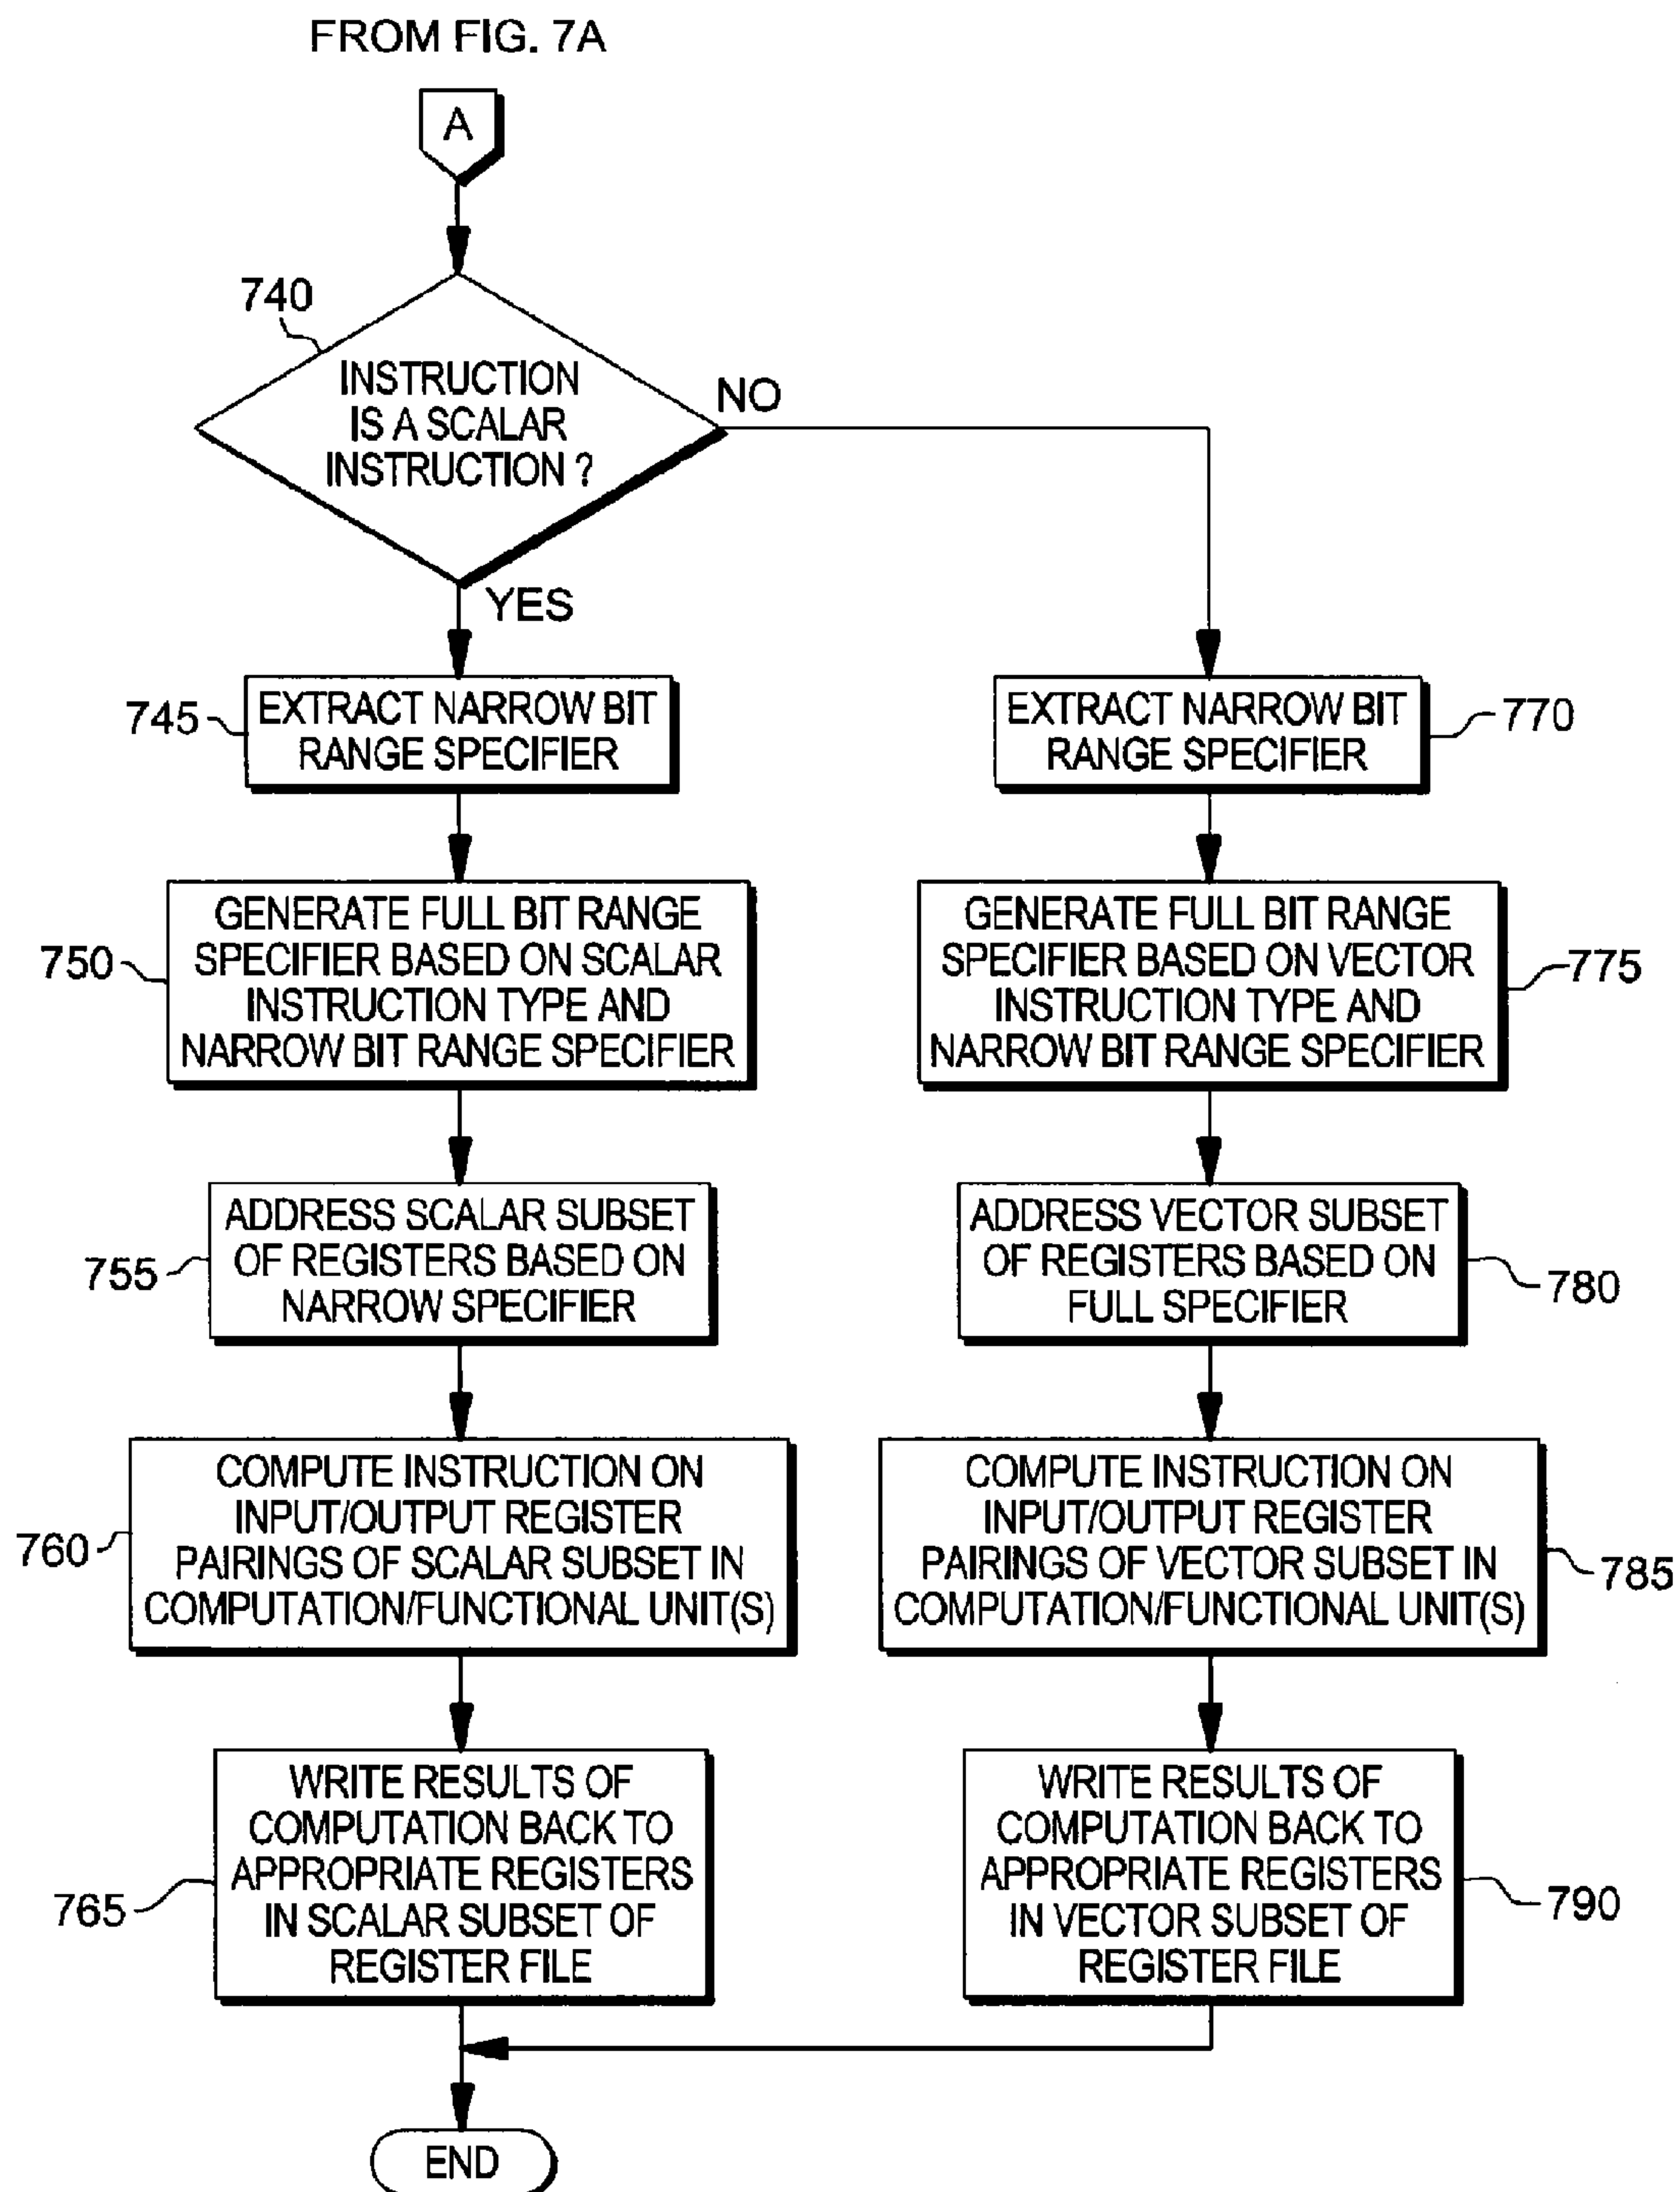 FROM FIG. 7A
A
740
INSTRUCTION
IS A SCALAR
INSTRUCTION ?
NO
YES
745
EXTRACT NARROW BIT
RANGE SPECIFIER
750
GENERATE FULL BIT RANGE
SPECIFIER BASED ON SCALAR
INSTRUCTION TYPE AND
NARROW BIT RANGE SPECIFIER
755
ADDRESS SCALAR SUBSET
OF REGISTERS BASED ON
NARROW SPECIFIER
760
COMPUTE INSTRUCTION ON
INPUT/OUTPUT REGISTER
PAIRINGS OF SCALAR SUBSET IN
COMPUTATION/FUNCTIONAL UNIT(S)
765
WRITE RESULTS OF
COMPUTATION BACK TO
APPROPRIATE REGISTERS
IN SCALAR SUBSET OF
REGISTER FILE
EXTRACT NARROW BIT
RANGE SPECIFIER
770
GENERATE FULL BIT RANGE
SPECIFIER BASED ON VECTOR
INSTRUCTION TYPE AND
NARROW BIT RANGE SPECIFIER
775
ADDRESS VECTOR SUBSET
OF REGISTERS BASED ON
FULL SPECIFIER
780
COMPUTE INSTRUCTION ON
INPUT/OUTPUT REGISTER
PAIRINGS OF VECTOR SUBSET IN
COMPUTATION/FUNCTIONAL UNIT(S)
785
WRITE RESULTS OF
COMPUTATION BACK TO
APPROPRIATE REGISTERS
IN VECTOR SUBSET OF
REGISTER FILE
790
END